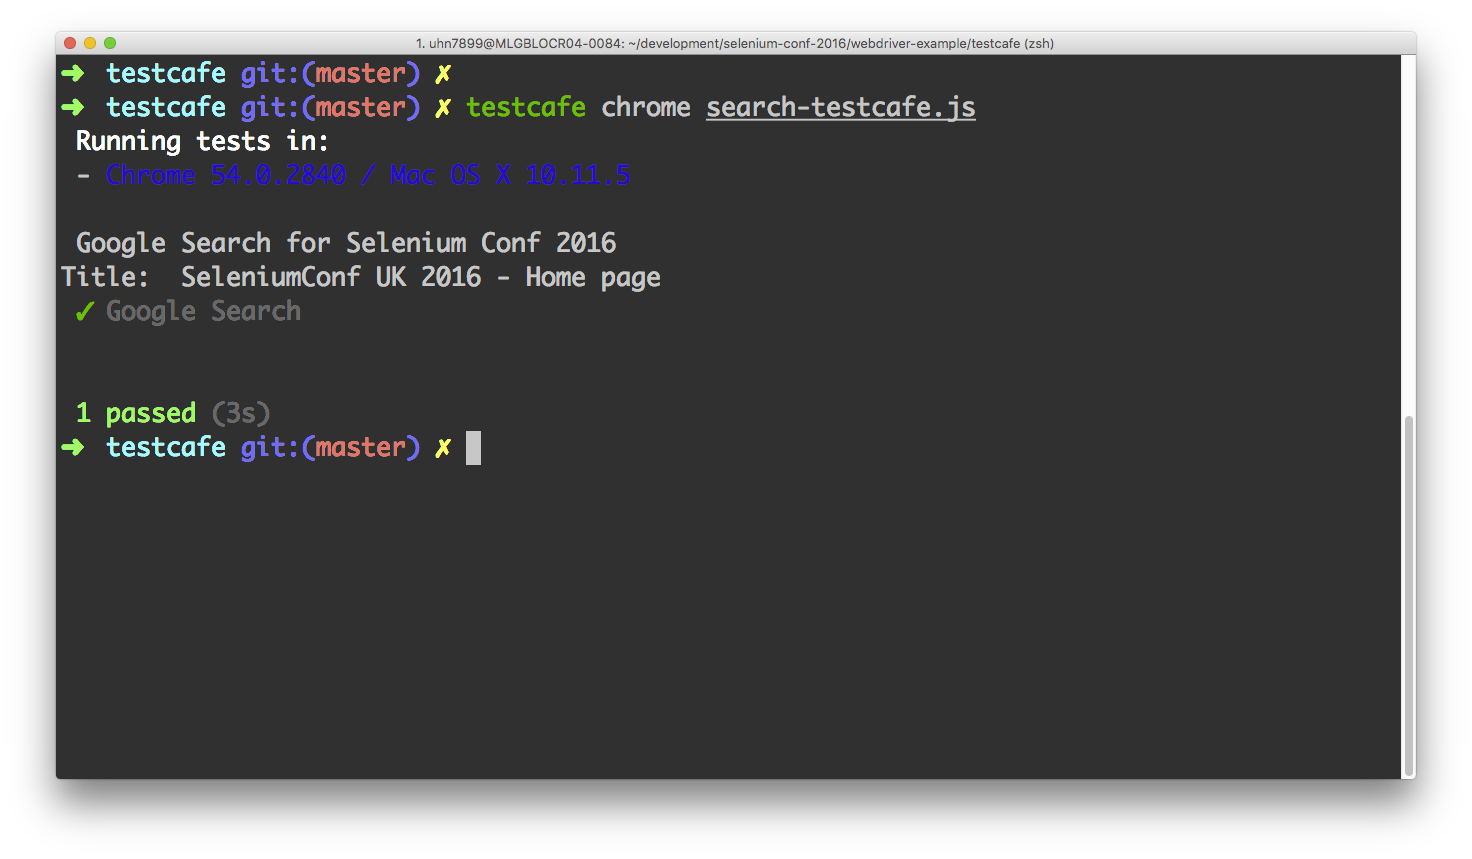 1. uhn7899@MLGBLOCR04-0084: ~/development/selenium-conf-2016/webdriver-example/testcafe (zsh)
➜ testcafe git:(master) ✗
➜ testcafe git:(master) ✗ testcafe chrome search-testcafe.js
Running tests in:
- Chrome 54.0.2840 / Mac OS X 10.11.5
Google Search for Selenium Conf 2016
Title:  SeleniumConf UK 2016 - Home page
✓ Google Search
1 passed (3s)
➜ testcafe git:(master) ✗